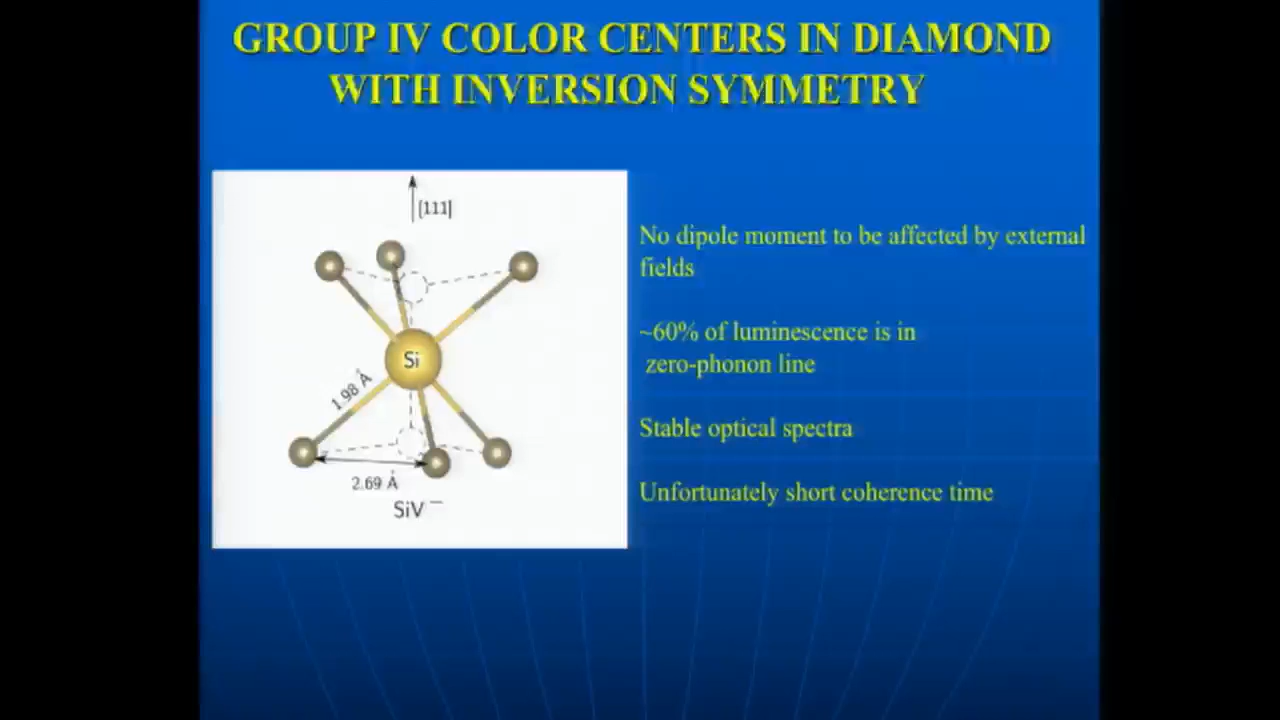 GROUP IV COLOR CENTERS IN DIAMOND
WITH INVERSION SYMMETRY
[111]
Si
1.98 Å
2.69 Å
SiV⁻
No dipole moment to be affected by external
fields
~60% of luminescence is in
zero-phonon line
Stable optical spectra
Unfortunately short coherence time